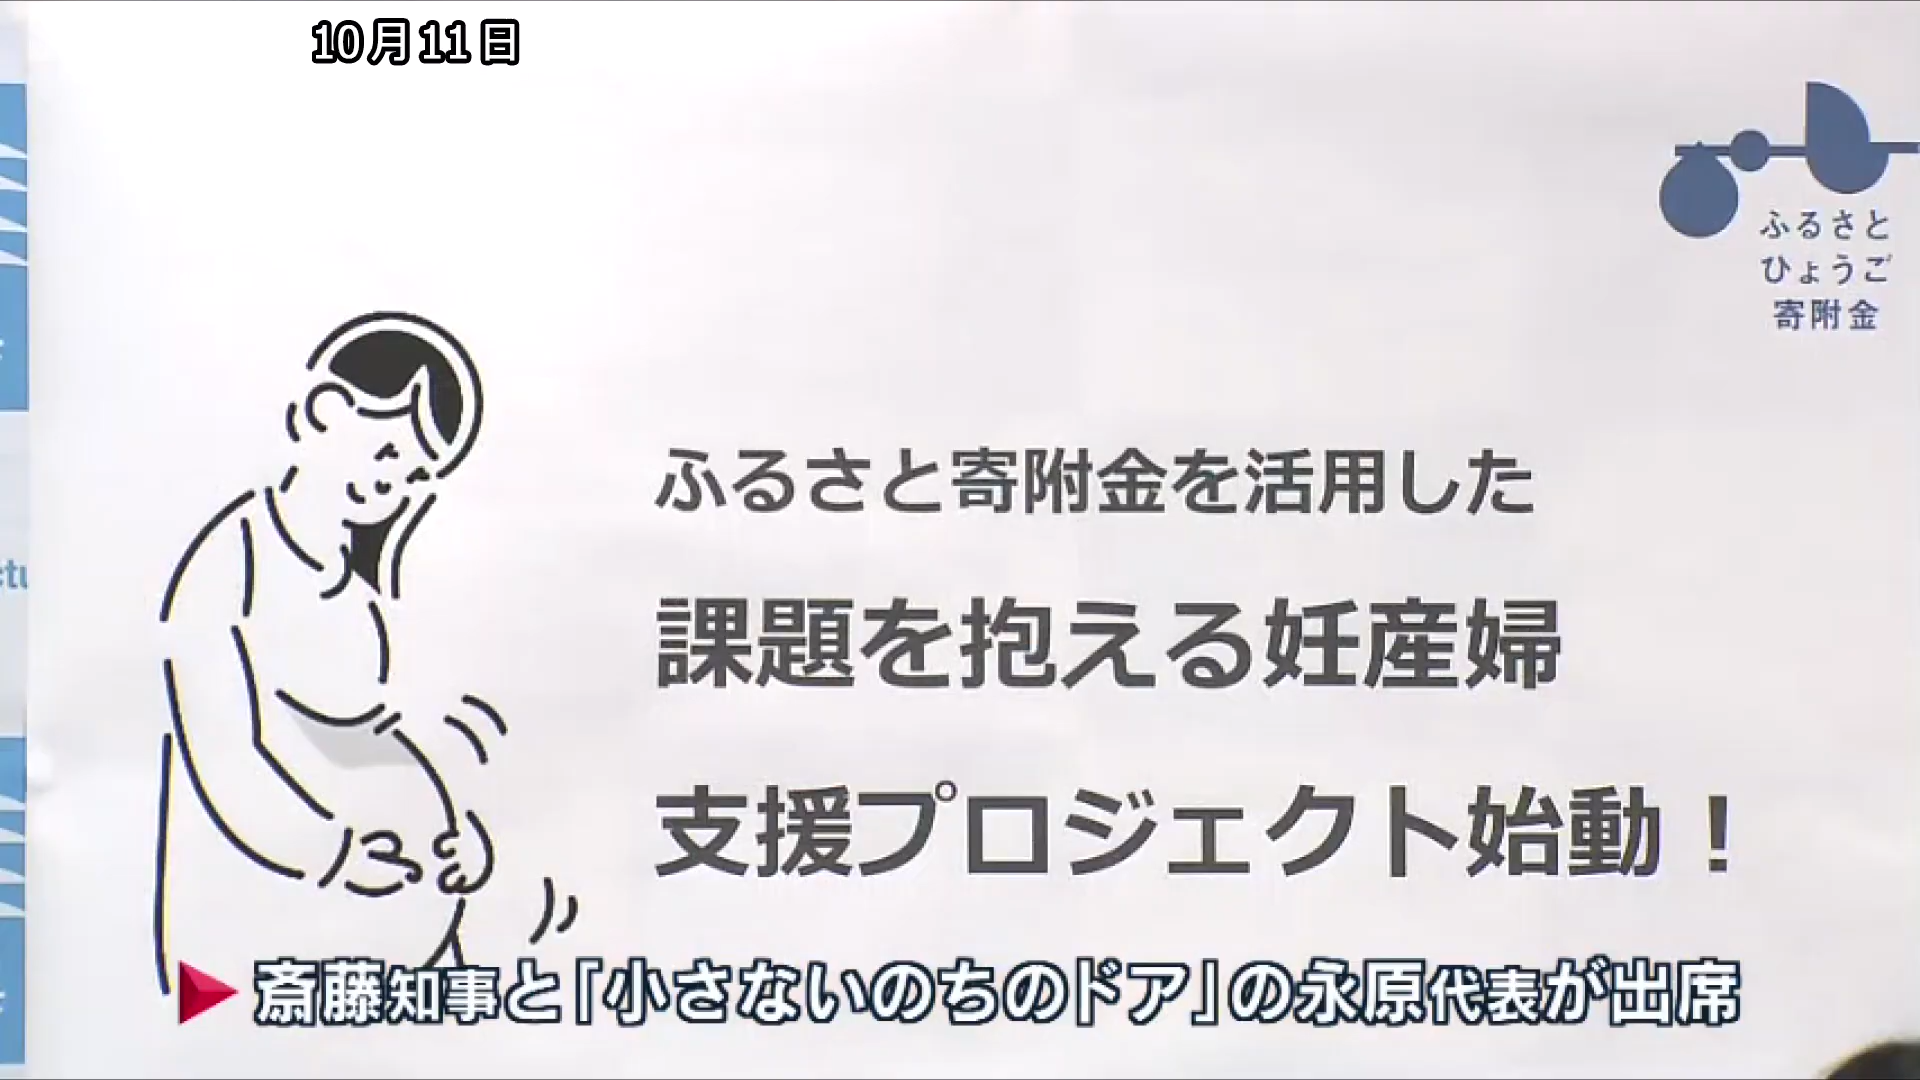 10月11日
ふるさと
ひょうご
寄附金
ふるさと寄附金を活用した
課題を抱える妊産婦
支援プロジェクト始動！
斎藤知事と「小さないのちのドア」の永原代表が出席